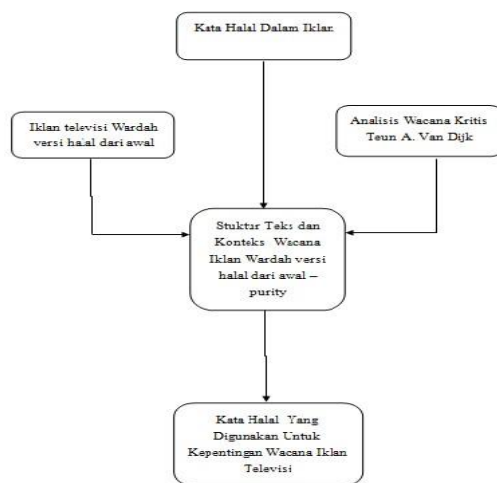 Kata Halal Dalam Iklan
Iklan televisi Wardah
versi halal dari awal
Analisis Wacana Kritis
Teun A. Van Dijk
Stuktur Teks dan
Konteks Wacana
Iklan Wardah versi
halal dari awal –
purity
Kata Halal Yang
Digunakan Untuk
Kepentingan Wacana Iklan
Televisi